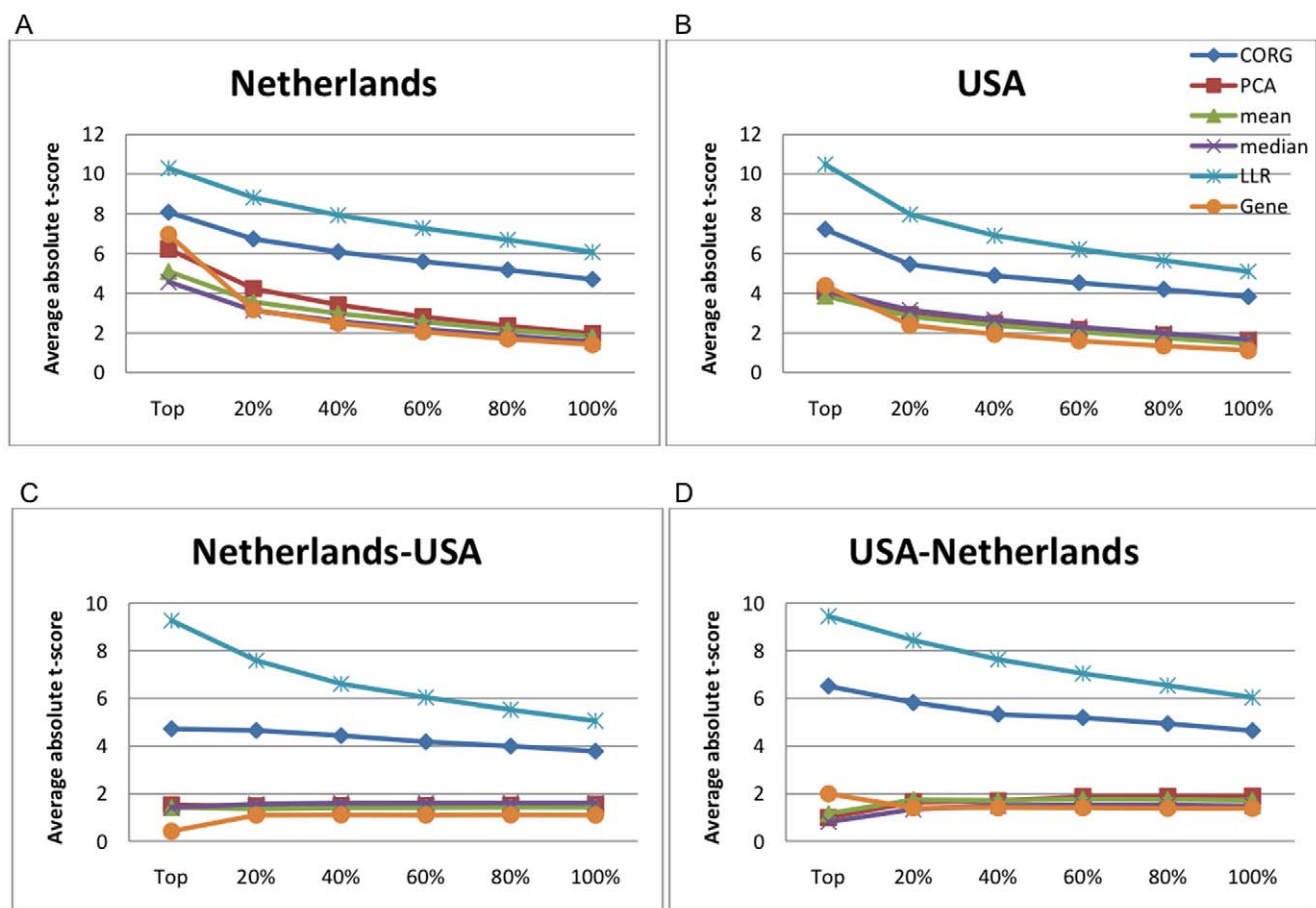 A
Netherlands
Average absolute t-score
12
10
8
6
4
2
0
Top 20% 40% 60% 80% 100%
B
USA
CORG
PCA
mean
median
LLR
Gene
Average absolute t-score
12
10
8
6
4
2
0
Top 20% 40% 60% 80% 100%
C
Netherlands-USA
Average absolute t-score
10
8
6
4
2
0
Top 20% 40% 60% 80% 100%
D
USA-Netherlands
Average absolute t-score
10
8
6
4
2
0
Top 20% 40% 60% 80% 100%